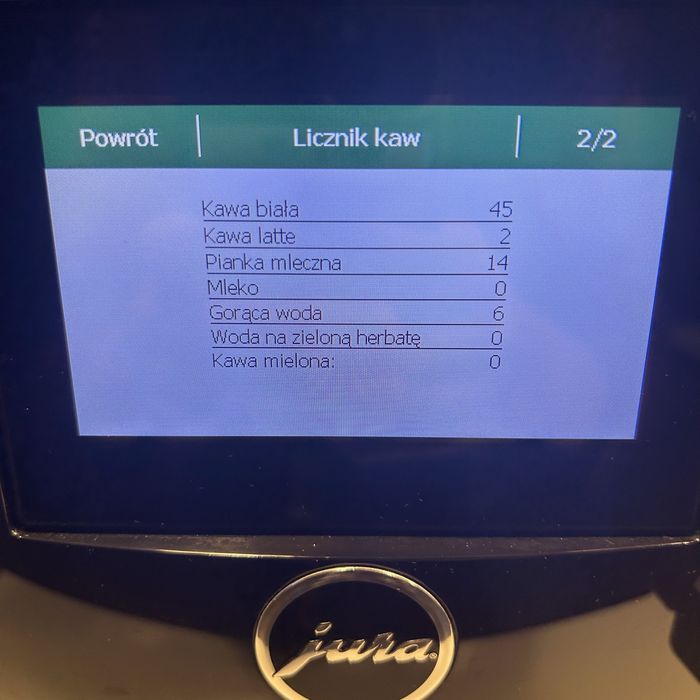 Powrót Licznik kaw 2/2
Kawa biała 45
Kawa latte 2
Pianka mleczna 14
Mleko 0
Gorąca woda 6
Woda na zieloną herbatę 0
Kawa mielona: 0
jura